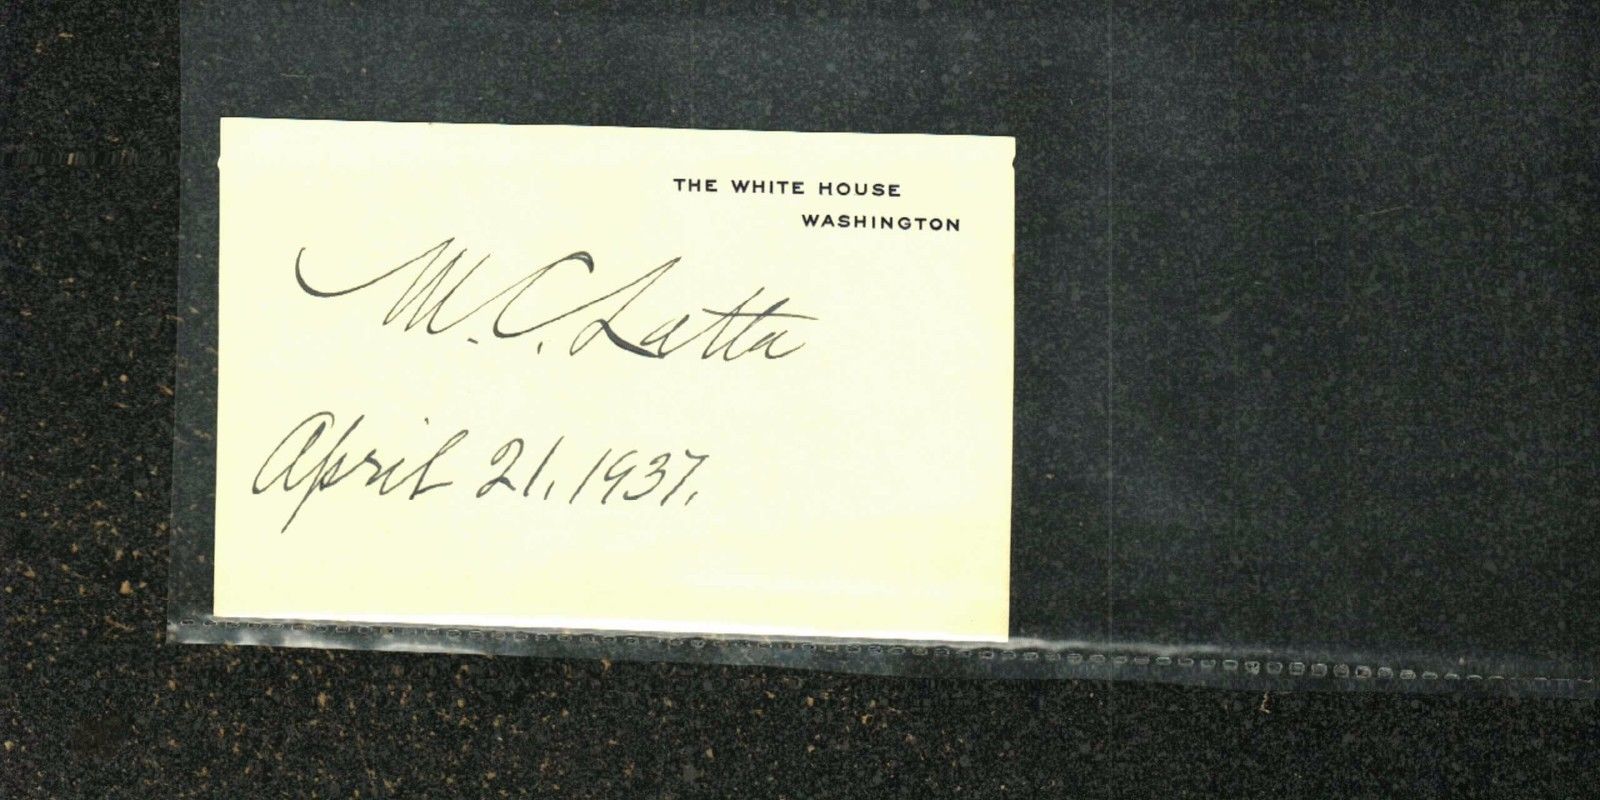 THE WHITE HOUSE
WASHINGTON
M. C. Latta
April 21, 1937.